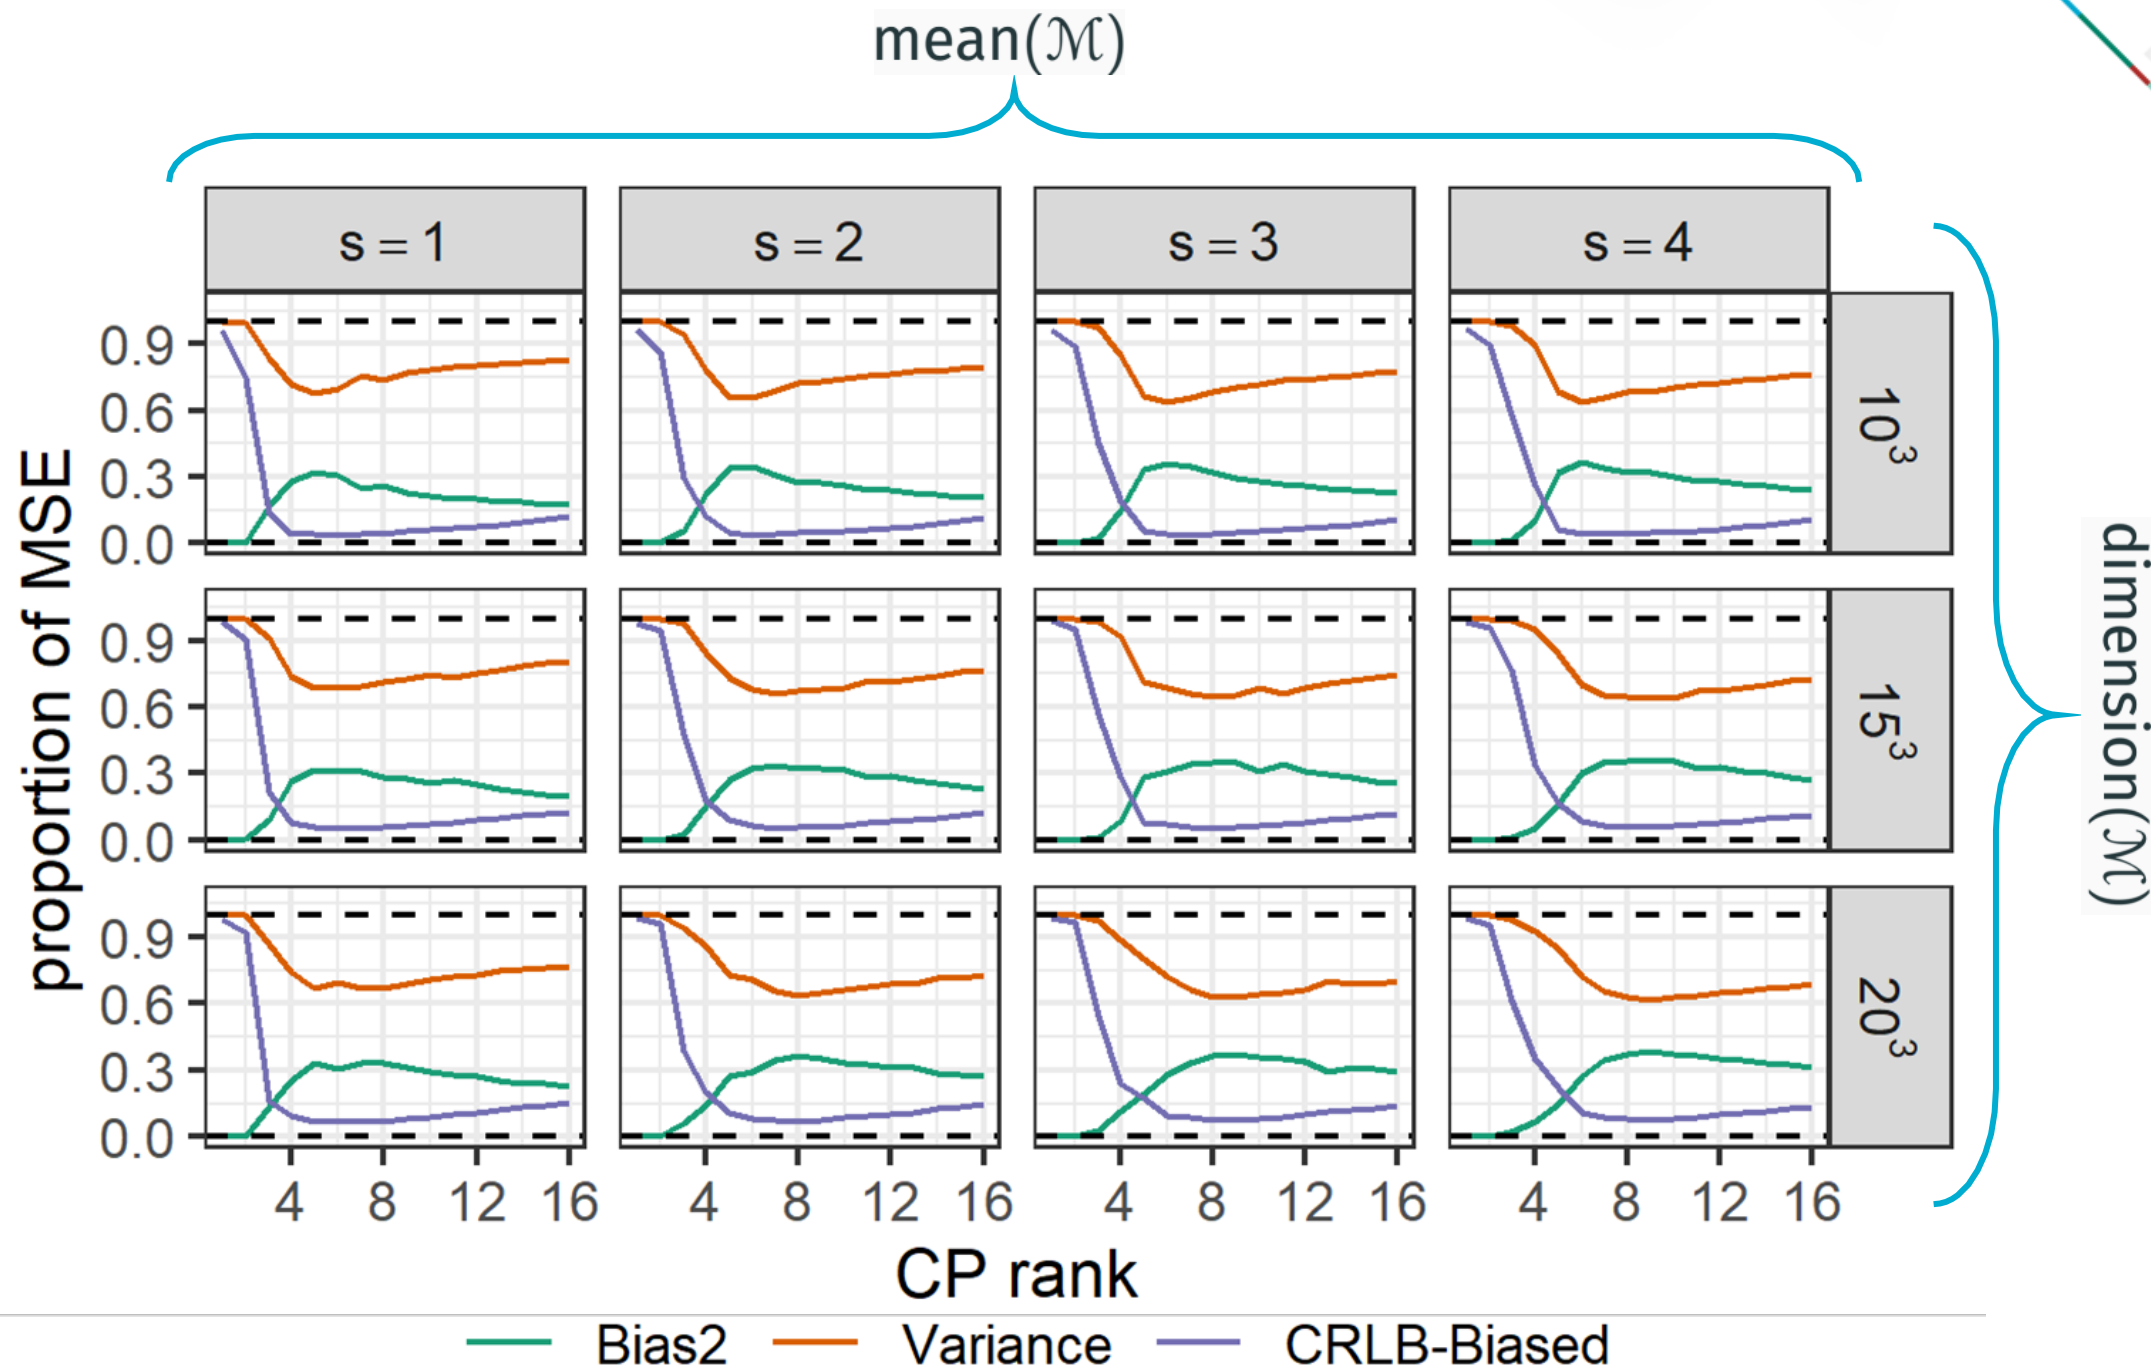 mean(ℳ)
s = 1
s = 2
s = 3
s = 4
0.9
0.6
0.3
0.0
10³
0.9
0.6
0.3
0.0
15³
0.9
0.6
0.3
0.0
20³
4 8 12 16
4 8 12 16
4 8 12 16
4 8 12 16
proportion of MSE
dimension(ℳ)
CP rank
Bias2 Variance CRLB-Biased